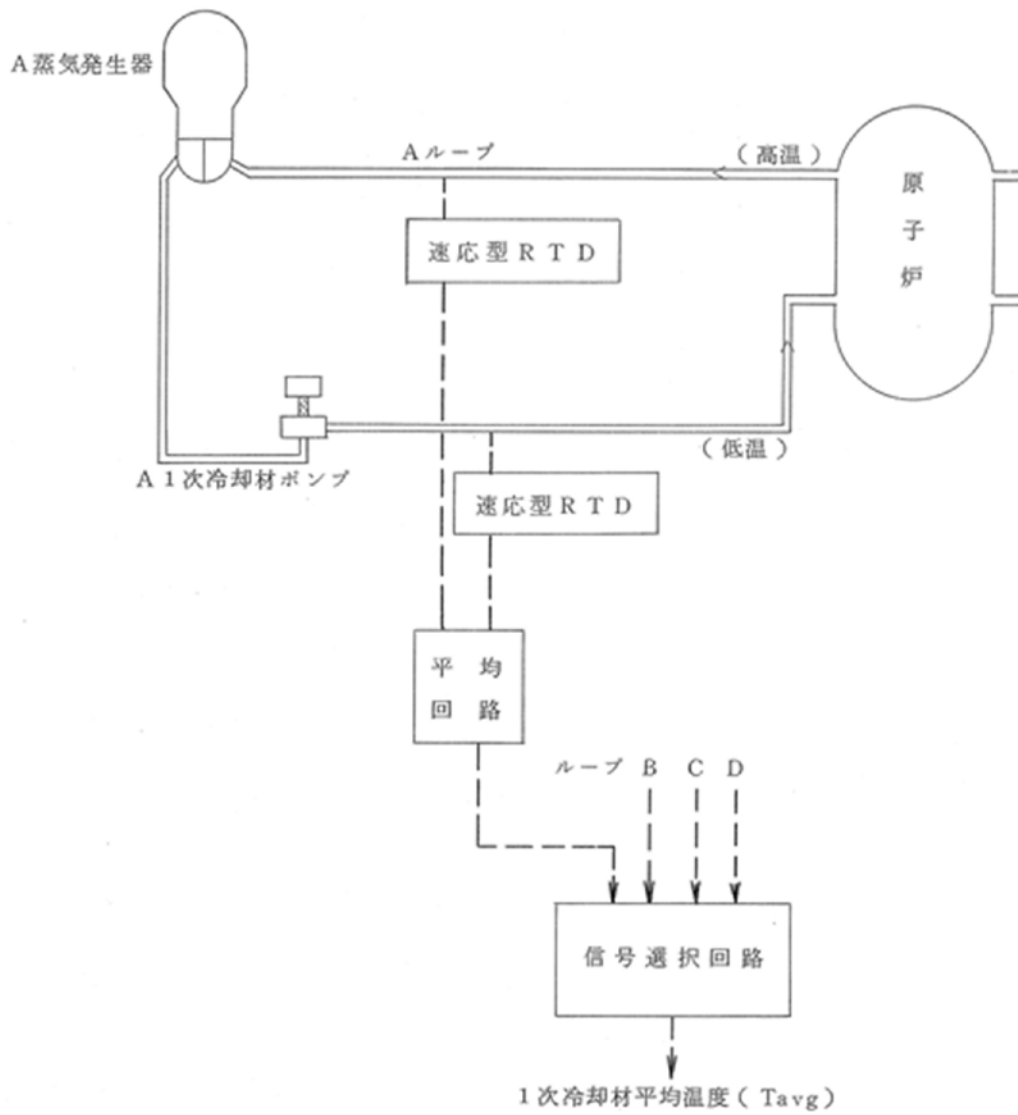 A蒸気発生器
Aループ
(高温)
原子炉
速応型RTD
(低温)
A1次冷却材ポンプ
速応型RTD
平均
回路
ループ B C D
信号選択回路
1次冷却材平均温度(Tavg)